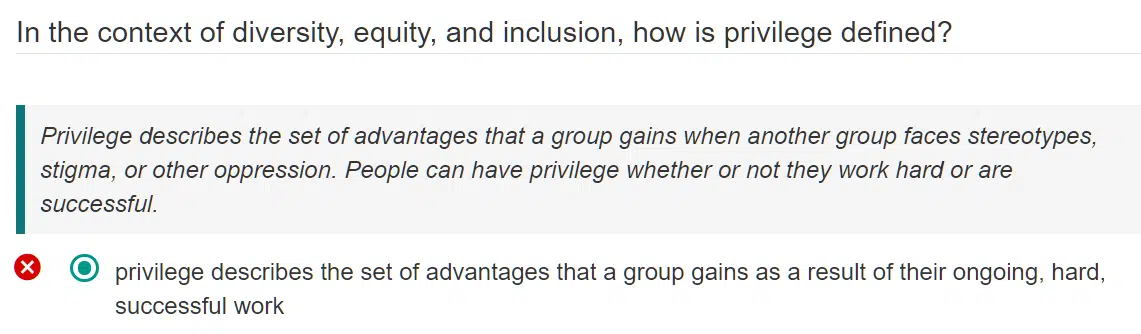 In the context of diversity, equity, and inclusion, how is privilege defined?
Privilege describes the set of advantages that a group gains when another group faces stereotypes,
stigma, or other oppression. People can have privilege whether or not they work hard or are
successful.
privilege describes the set of advantages that a group gains as a result of their ongoing, hard,
successful work